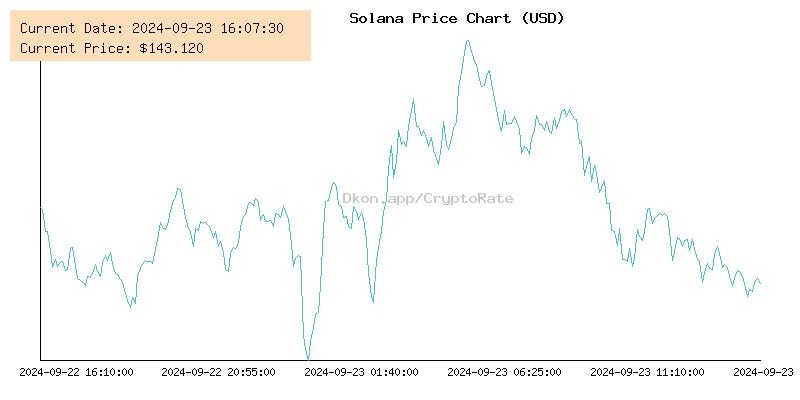 Solana Price Chart (USD)
Current Date: 2024-09-23 16:07:30
Current Price: $143.120
Dkon.app/CryptoRate
2024-09-22 16:10:00 2024-09-22 20:55:00 2024-09-23 01:40:00 2024-09-23 06:25:00 2024-09-23 11:10:00 2024-09-23